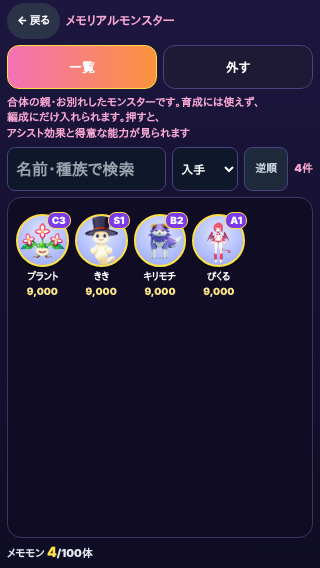 ← 戻る メモリアルモンスター
一覧 外す
合体の親・お別れしたモンスターです。育成には使えず、
編成にだけ入れられます。押すと、
アシスト効果と得意な能力が見られます
名前・種族で検索 入手 逆順 4件
C3 S1 B2 A1
プラント きき キリモチ ぴくる
9,000 9,000 9,000 9,000
メモモン 4/100体